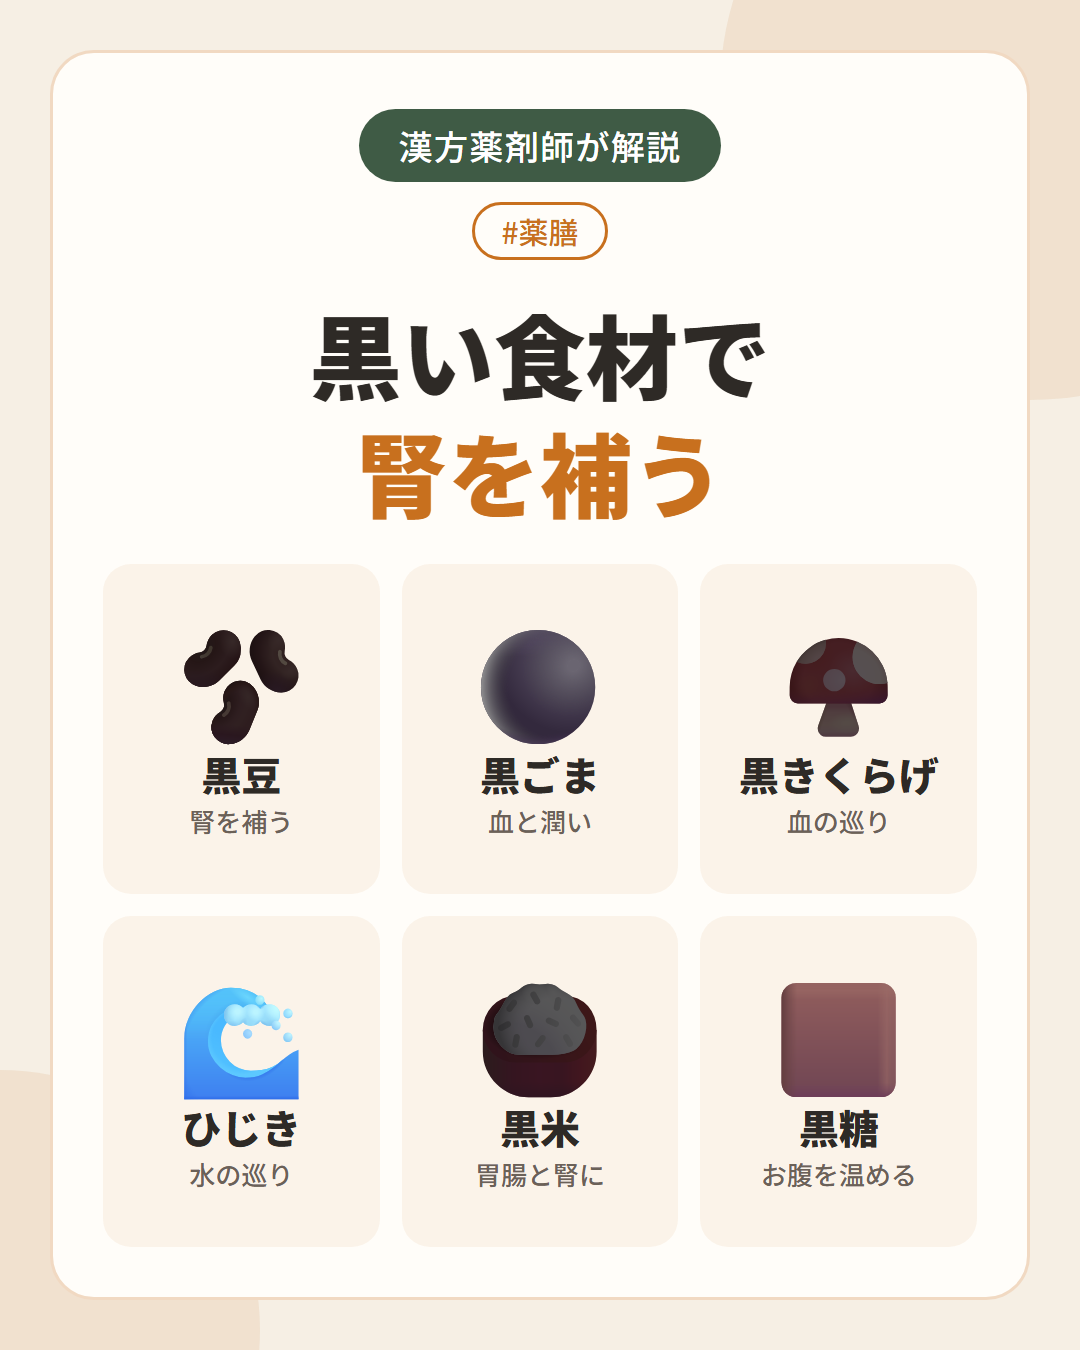 漢方薬剤師が解説
#薬膳
黒い食材で
腎を補う
黒豆
腎を補う
黒ごま
血と潤い
黒きくらげ
血の巡り
ひじき
水の巡り
黒米
胃腸と腎に
黒糖
お腹を温める